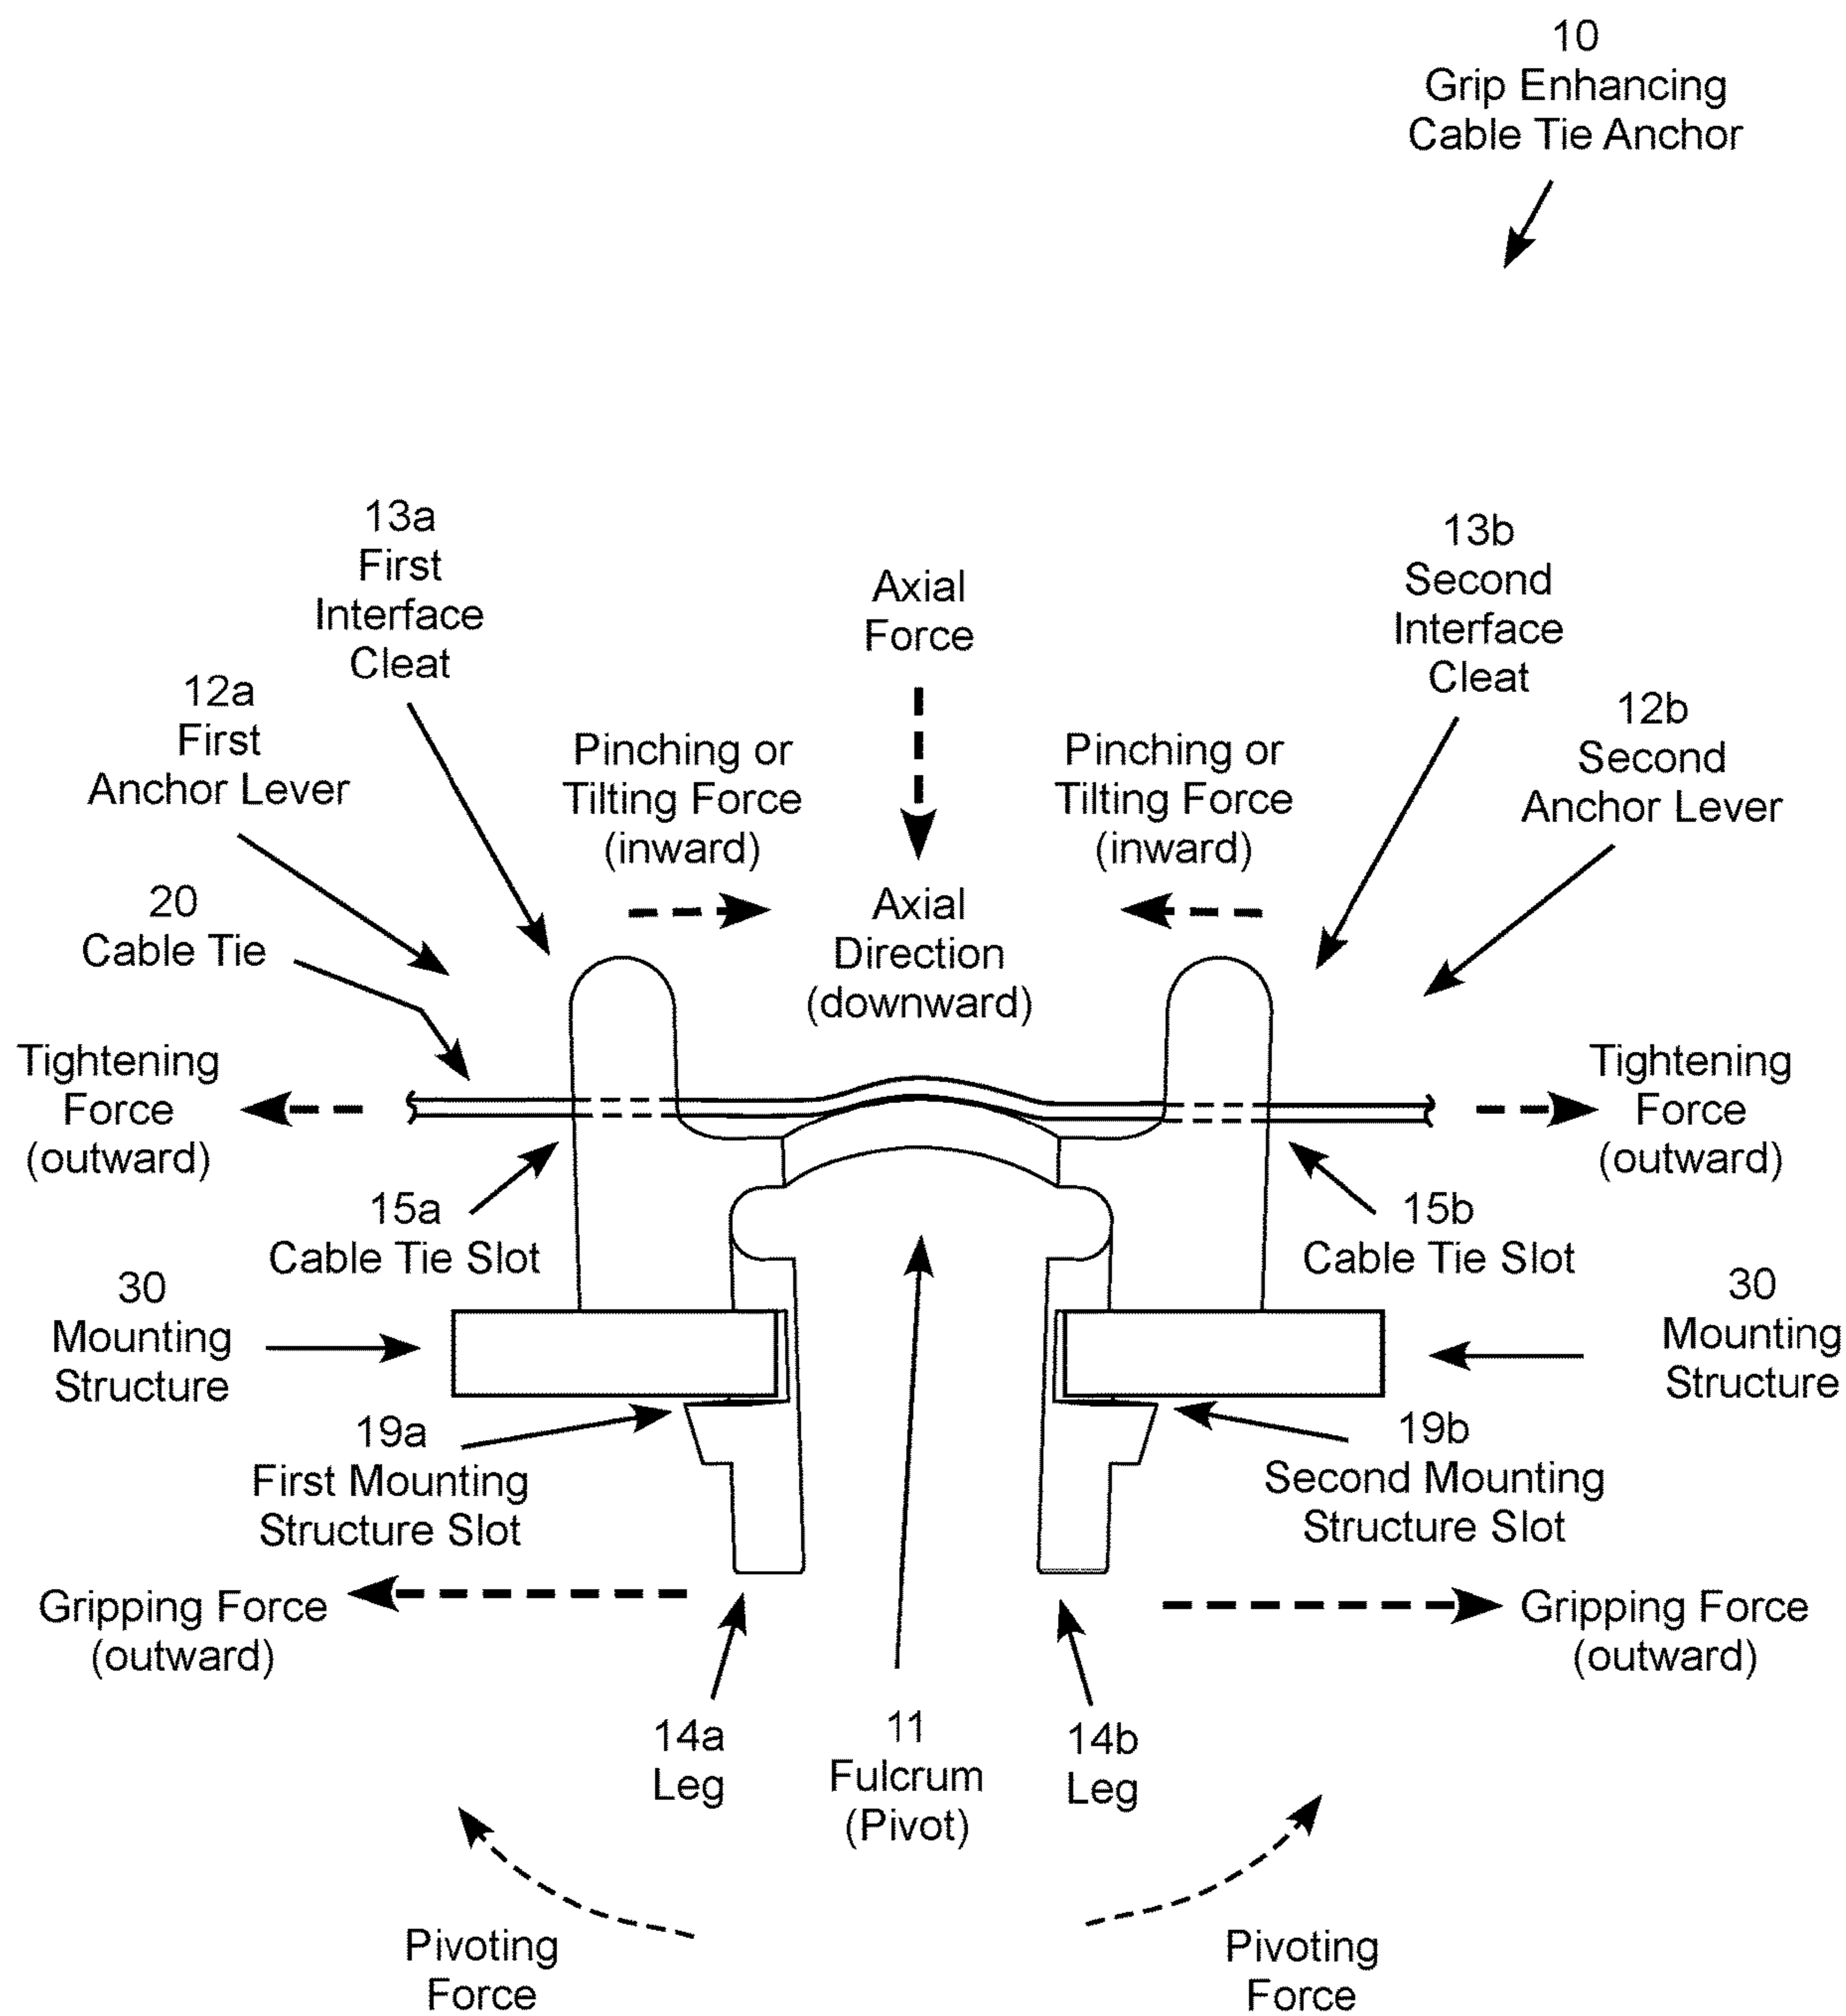 10
Grip Enhancing
Cable Tie Anchor
13a
First
Interface
Cleat
13b
Second
Interface
Cleat
Axial
Force
12a
First
Anchor Lever
12b
Second
Anchor Lever
Pinching or
Tilting Force
(inward)
Pinching or
Tilting Force
(inward)
20
Cable Tie
Axial
Direction
(downward)
Tightening
Force
(outward)
Tightening
Force
(outward)
15a
Cable Tie Slot
15b
Cable Tie Slot
30
Mounting
Structure
30
Mounting
Structure
19a
First Mounting
Structure Slot
19b
Second Mounting
Structure Slot
Gripping Force
(outward)
Gripping Force
(outward)
14a
Leg
11
Fulcrum
(Pivot)
14b
Leg
Pivoting
Force
Pivoting
Force